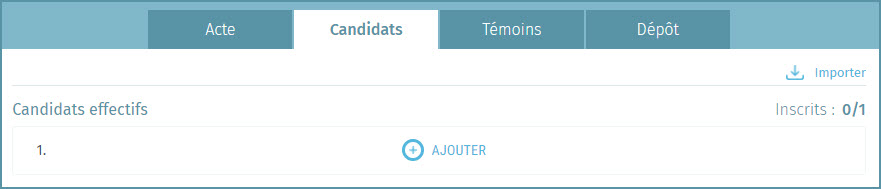 Acte Candidats Témoins Dépôt
Importer
Candidats effectifs Inscrits : 0/1
1. AJOUTER